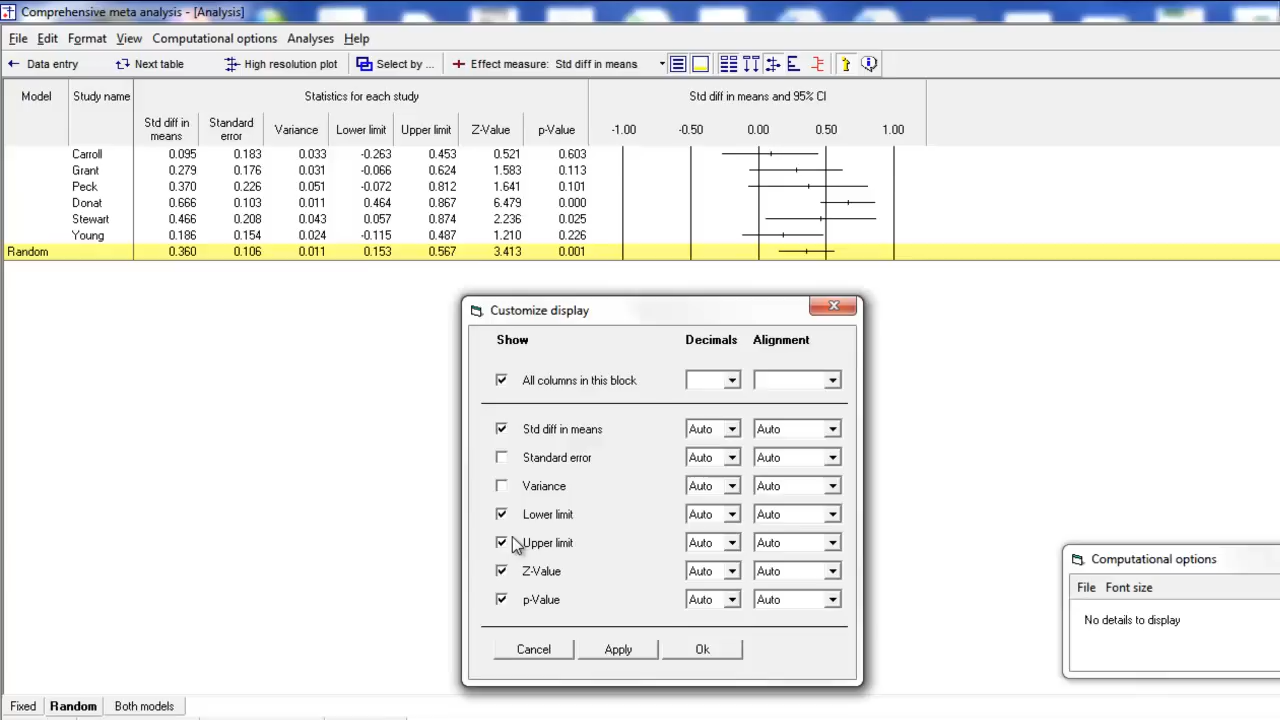 Comprehensive meta analysis - [Analysis]
File Edit Format View Computational options Analyses Help
Data entry Next table High resolution plot Select by ... Effect measure: Std diff in means
Model Study name Statistics for each study Std diff in means and 95% CI
Std diff in means Standard error Variance Lower limit Upper limit Z-Value p-Value -1.00 -0.50 0.00 0.50 1.00
Carroll 0.095 0.183 0.033 -0.263 0.453 0.521 0.603
Grant 0.279 0.176 0.031 -0.066 0.624 1.583 0.113
Peck 0.370 0.226 0.051 -0.072 0.812 1.641 0.101
Donat 0.666 0.103 0.011 0.464 0.867 6.479 0.000
Stewart 0.466 0.208 0.043 0.057 0.874 2.236 0.025
Young 0.186 0.154 0.024 -0.115 0.487 1.210 0.226
Random 0.360 0.106 0.011 0.153 0.567 3.413 0.001
Customize display
Show Decimals Alignment
All columns in this block
Std diff in means Auto Auto
Standard error Auto Auto
Variance Auto Auto
Lower limit Auto Auto
Upper limit Auto Auto
Z-Value Auto Auto
p-Value Auto Auto
Cancel Apply Ok
Computational options
File Font size
No details to display
Fixed Random Both models